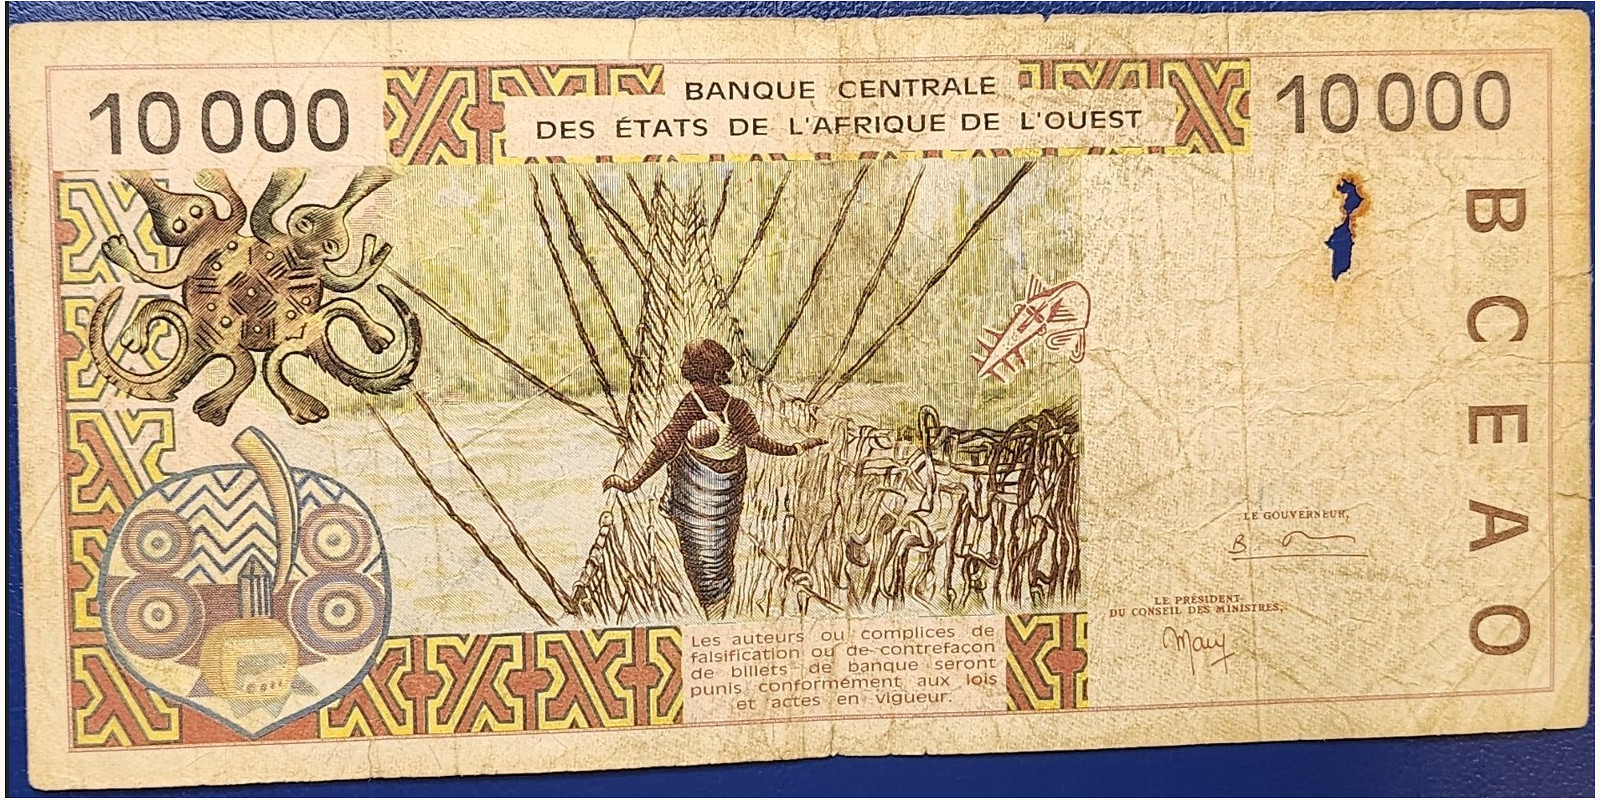 10 000
BANQUE CENTRALE
DES ÉTATS DE L'AFRIQUE DE L'OUEST
10 000
BCEAO
LE GOUVERNEUR,
LE PRÉSIDENT
DU CONSEIL DES MINISTRES,
Les auteurs ou complices de
falsification ou de contrefaçon
de billets de banque seront
punis conformément aux lois
et actes en vigueur.